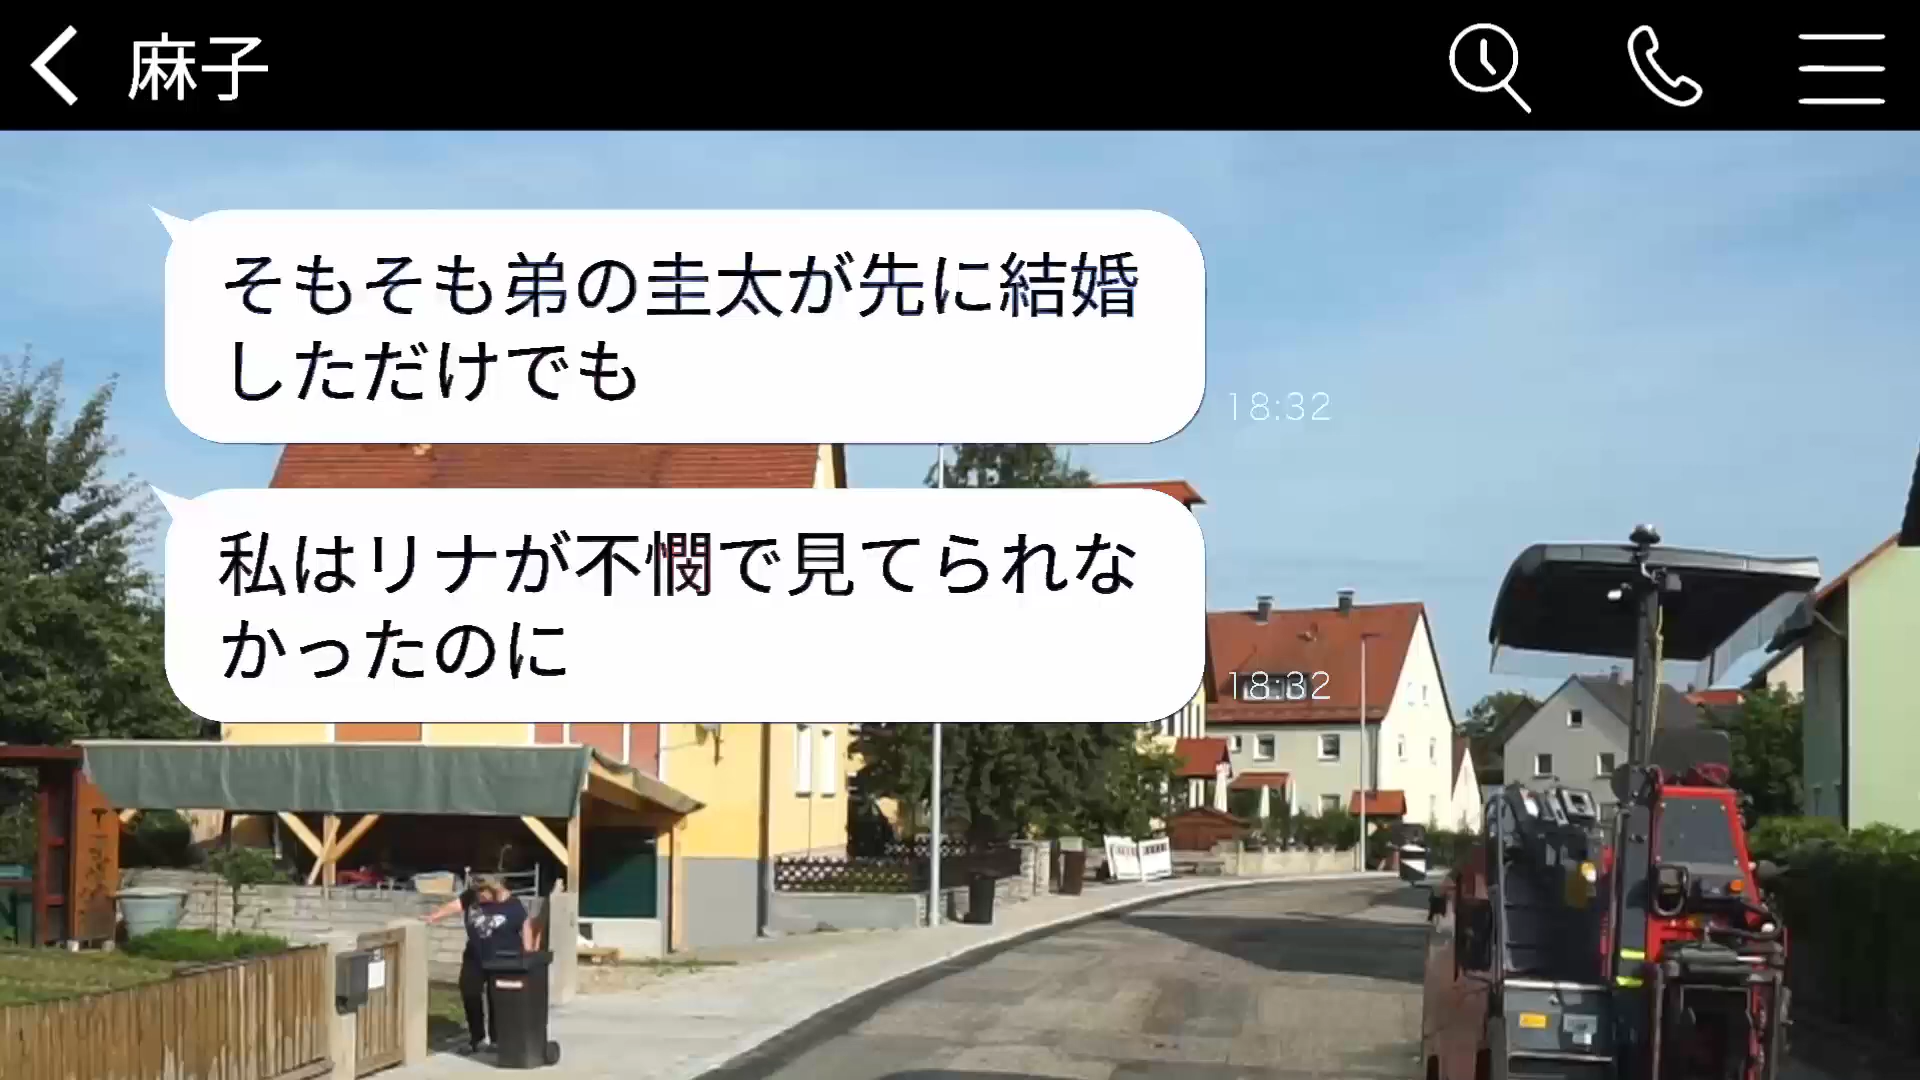 麻子
そもそも弟の圭太が先に結婚
しただけでも
18:32
私はリナが不憫で見てられな
かったのに
18:32